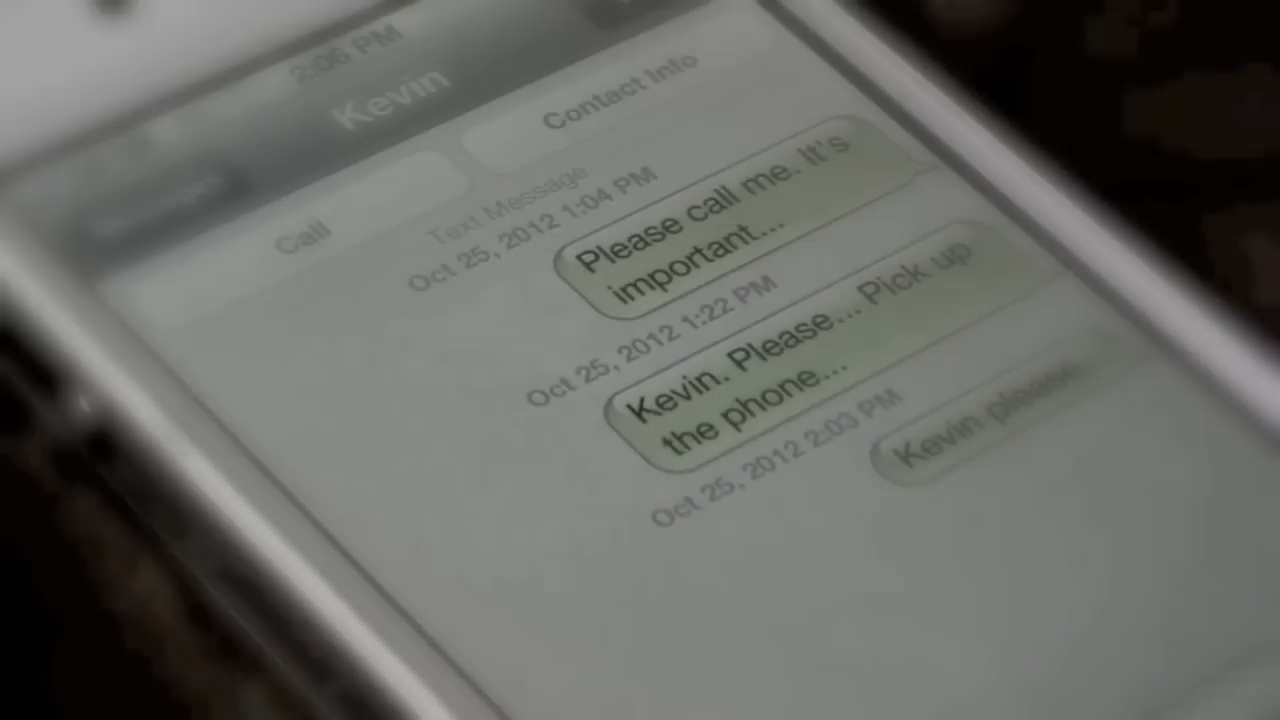 2:06 PM
Kevin
Call
Contact Info
Text Message
Oct 25, 2012 1:04 PM
Please call me. It's
important...
Oct 25, 2012 1:22 PM
Kevin. Please... Pick up
the phone...
Oct 25, 2012 2:03 PM
Kevin please